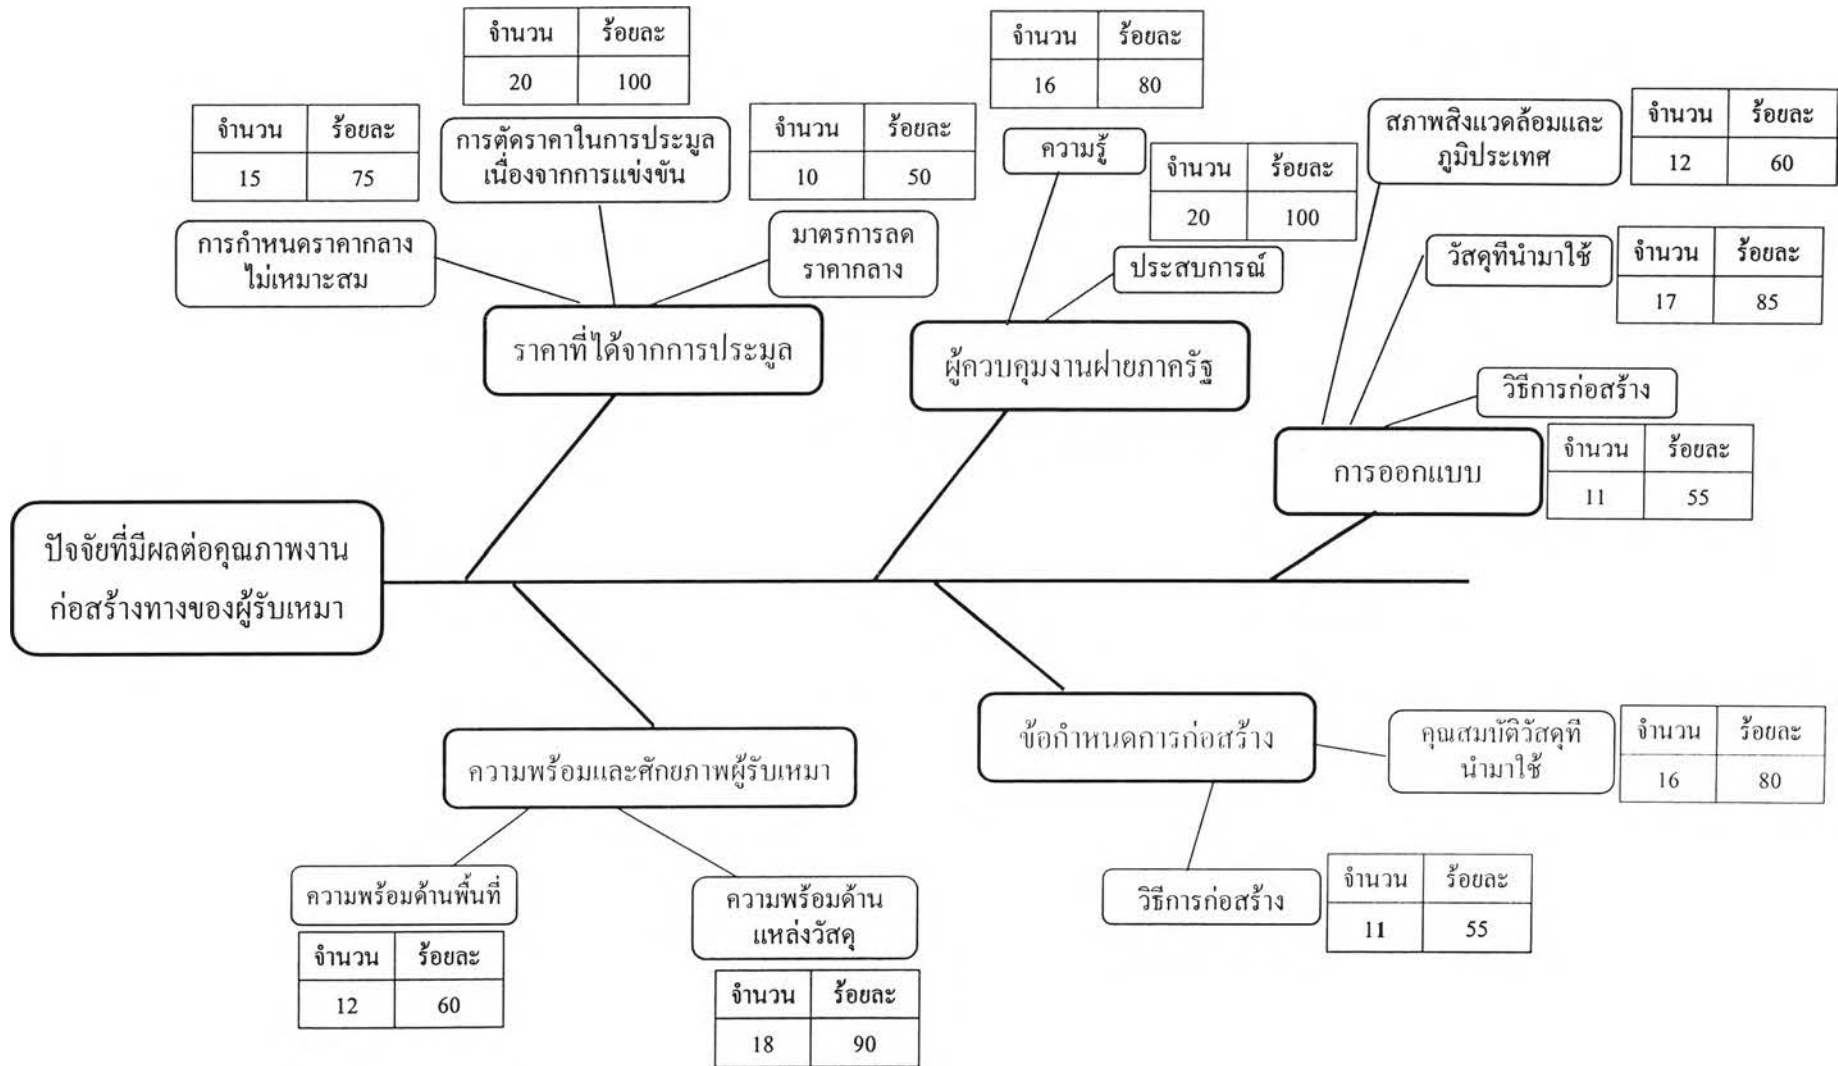 จำนวน ร้อยละ
20 100
จำนวน ร้อยละ
16 80
จำนวน ร้อยละ
15 75
การตัดราคาในการประมูล
เนื่องจากการแข่งขัน
จำนวน ร้อยละ
10 50
ความรู้
จำนวน ร้อยละ
20 100
สภาพสิ่งแวคล้อมและ
ภูมิประเทศ
จำนวน ร้อยละ
12 60
การกำหนดราคากลาง
ไม่เหมาะสม
มาตรการลด
ราคากลาง
ประสบการณ์
วัสดุที่นำมาใช้
จำนวน ร้อยละ
17 85
ราคาที่ได้จากการประมูล
ผู้ควบคุมงานฝ่ายภาครัฐ
วิธีการก่อสร้าง
การออกแบบ
จำนวน ร้อยละ
11 55
ปัจจัยที่มีผลต่อคุณภาพงาน
ก่อสร้างทางของผู้รับเหมา
ความพร้อมและศักยภาพผู้รับเหมา
ข้อกำหนดการก่อสร้าง
คุณสมบัติวัสดุที่
นำมาใช้
จำนวน ร้อยละ
16 80
ความพร้อมด้านพื้นที่
จำนวน ร้อยละ
12 60
ความพร้อมด้าน
แหล่งวัสดุ
จำนวน ร้อยละ
18 90
วิธีการก่อสร้าง
จำนวน ร้อยละ
11 55